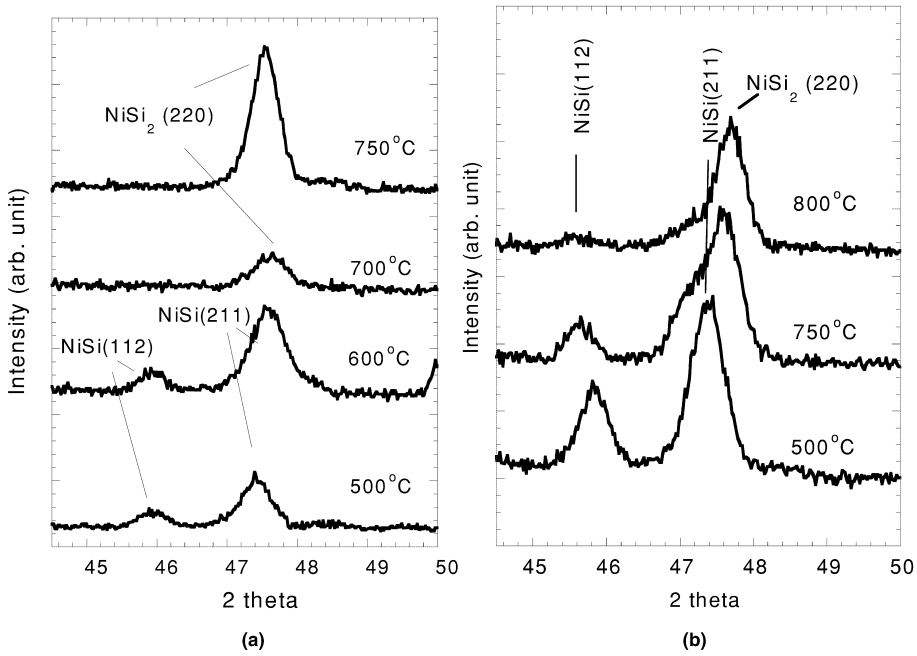 Intensity (arb. unit)
NiSi₂ (220)
750°C
700°C
NiSi(211)
NiSi(112)
600°C
500°C
45 46 47 48 49 50
2 theta
(a)
Intensity (arb. unit)
NiSi(112)
NiSi(211)
NiSi₂ (220)
800°C
750°C
500°C
45 46 47 48 49 50
2 theta
(b)